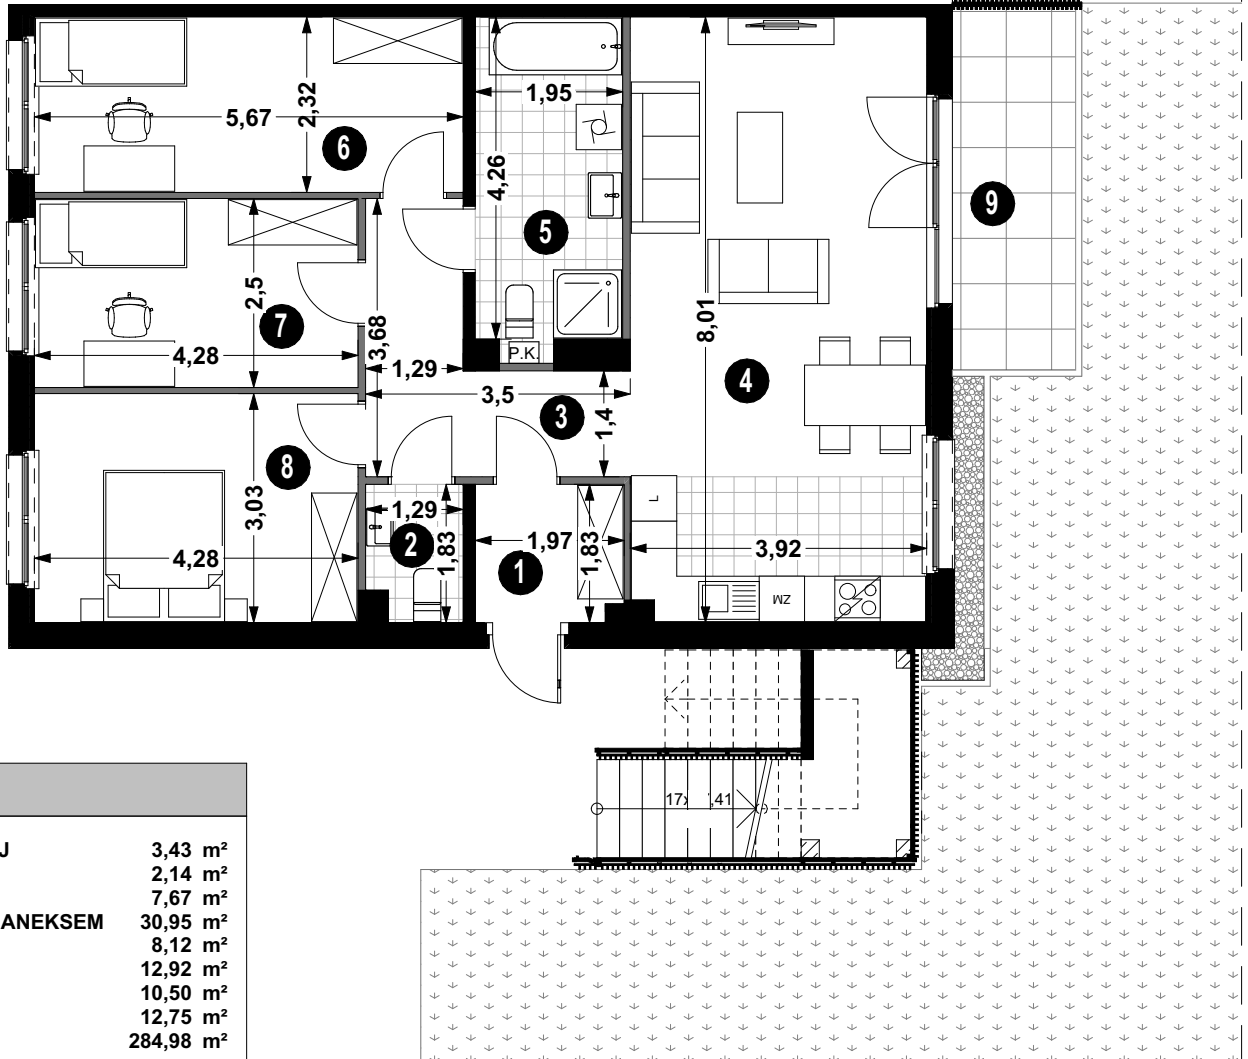 5,67
2,32
6
1,95
4,26
5
9
2,5
4,28
7
3,68
1,29
P.K.
8,01
4
3,5
3
1,4
3,03
8
4,28
1,29
2
1,83
1,97
1
1,83
L
3,92
ZM
17x ,41
J 3,43 m²
2,14 m²
7,67 m²
ANEKSEM 30,95 m²
8,12 m²
12,92 m²
10,50 m²
12,75 m²
284,98 m²